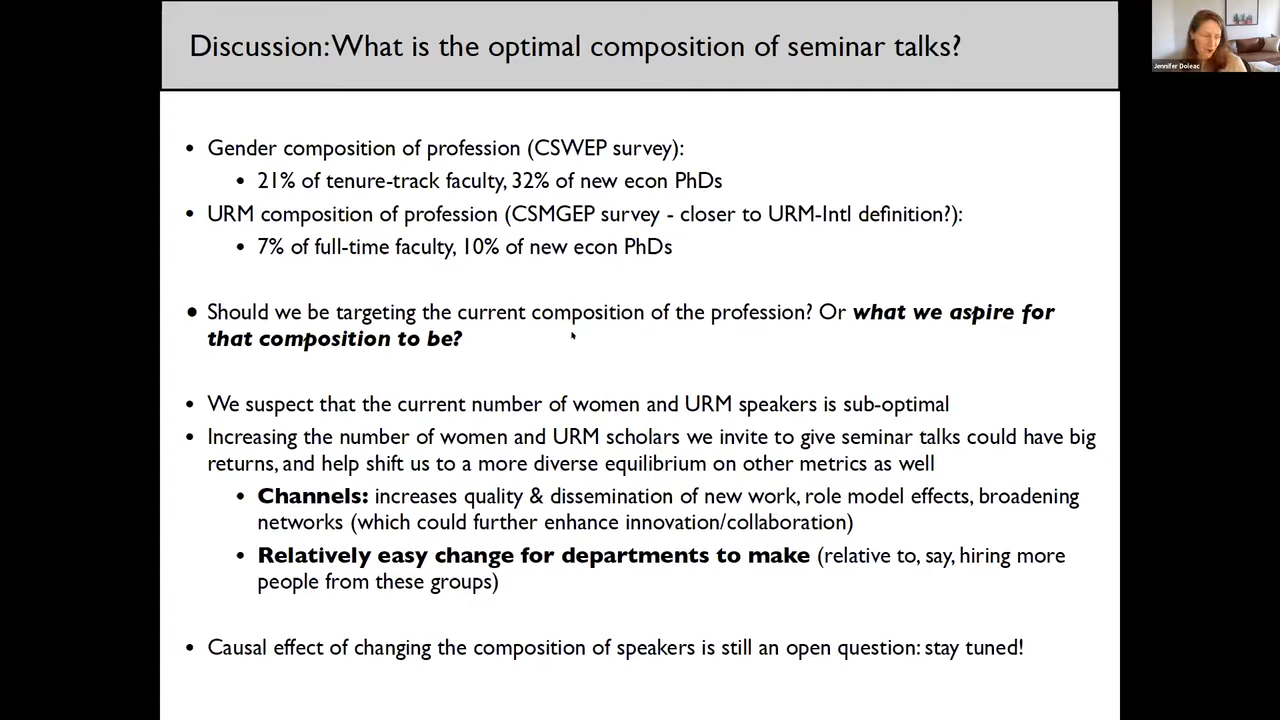 Discussion: What is the optimal composition of seminar talks?
Jennifer Doleac
• Gender composition of profession (CSWEP survey):
• 21% of tenure-track faculty, 32% of new econ PhDs
• URM composition of profession (CSMGEP survey - closer to URM-Intl definition?):
• 7% of full-time faculty, 10% of new econ PhDs
• Should we be targeting the current composition of the profession? Or what we aspire for
that composition to be?
• We suspect that the current number of women and URM speakers is sub-optimal
• Increasing the number of women and URM scholars we invite to give seminar talks could have big
returns, and help shift us to a more diverse equilibrium on other metrics as well
• Channels: increases quality & dissemination of new work, role model effects, broadening
networks (which could further enhance innovation/collaboration)
• Relatively easy change for departments to make (relative to, say, hiring more
people from these groups)
• Causal effect of changing the composition of speakers is still an open question: stay tuned!